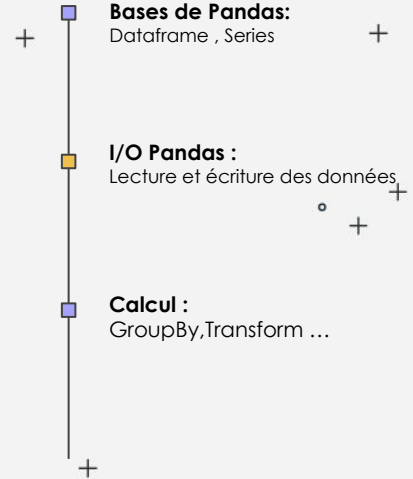 Bases de Pandas:
Dataframe , Series
I/O Pandas :
Lecture et écriture des données
Calcul :
GroupBy,Transform …